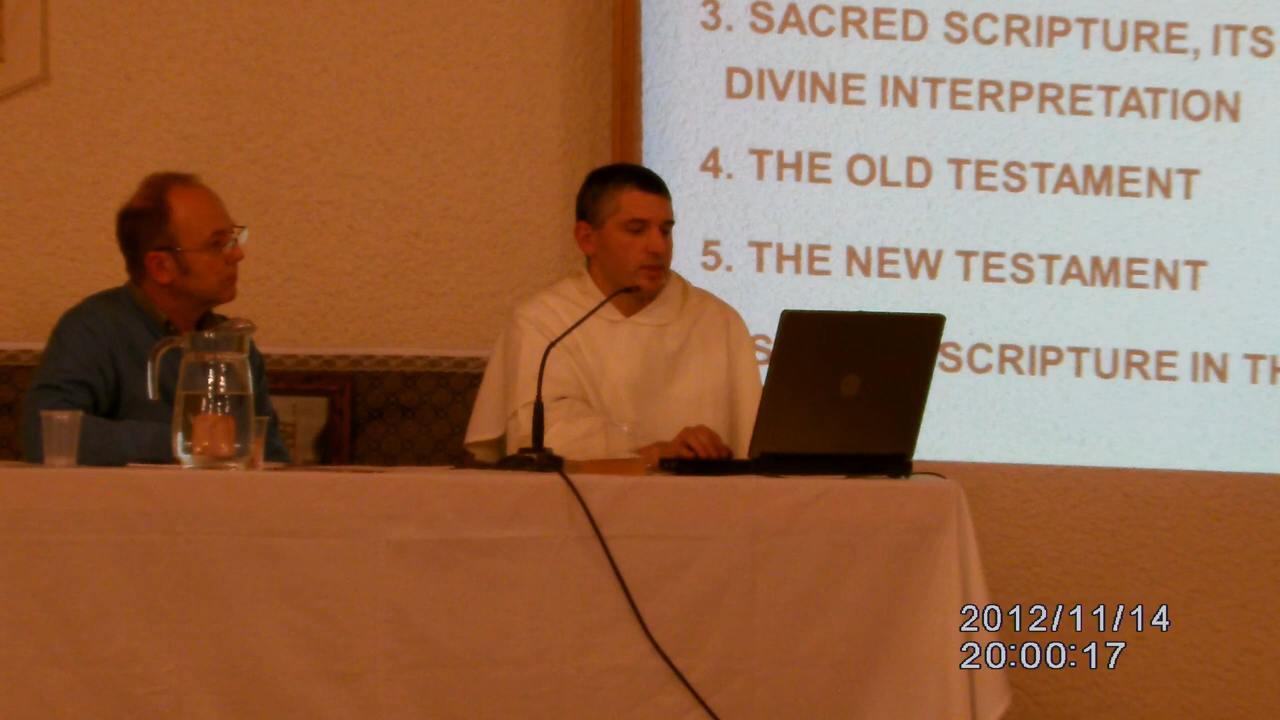 3. SACRED SCRIPTURE, ITS
DIVINE INTERPRETATION
4. THE OLD TESTAMENT
5. THE NEW TESTAMENT
SCRIPTURE IN
2012/11/14
20:00:17